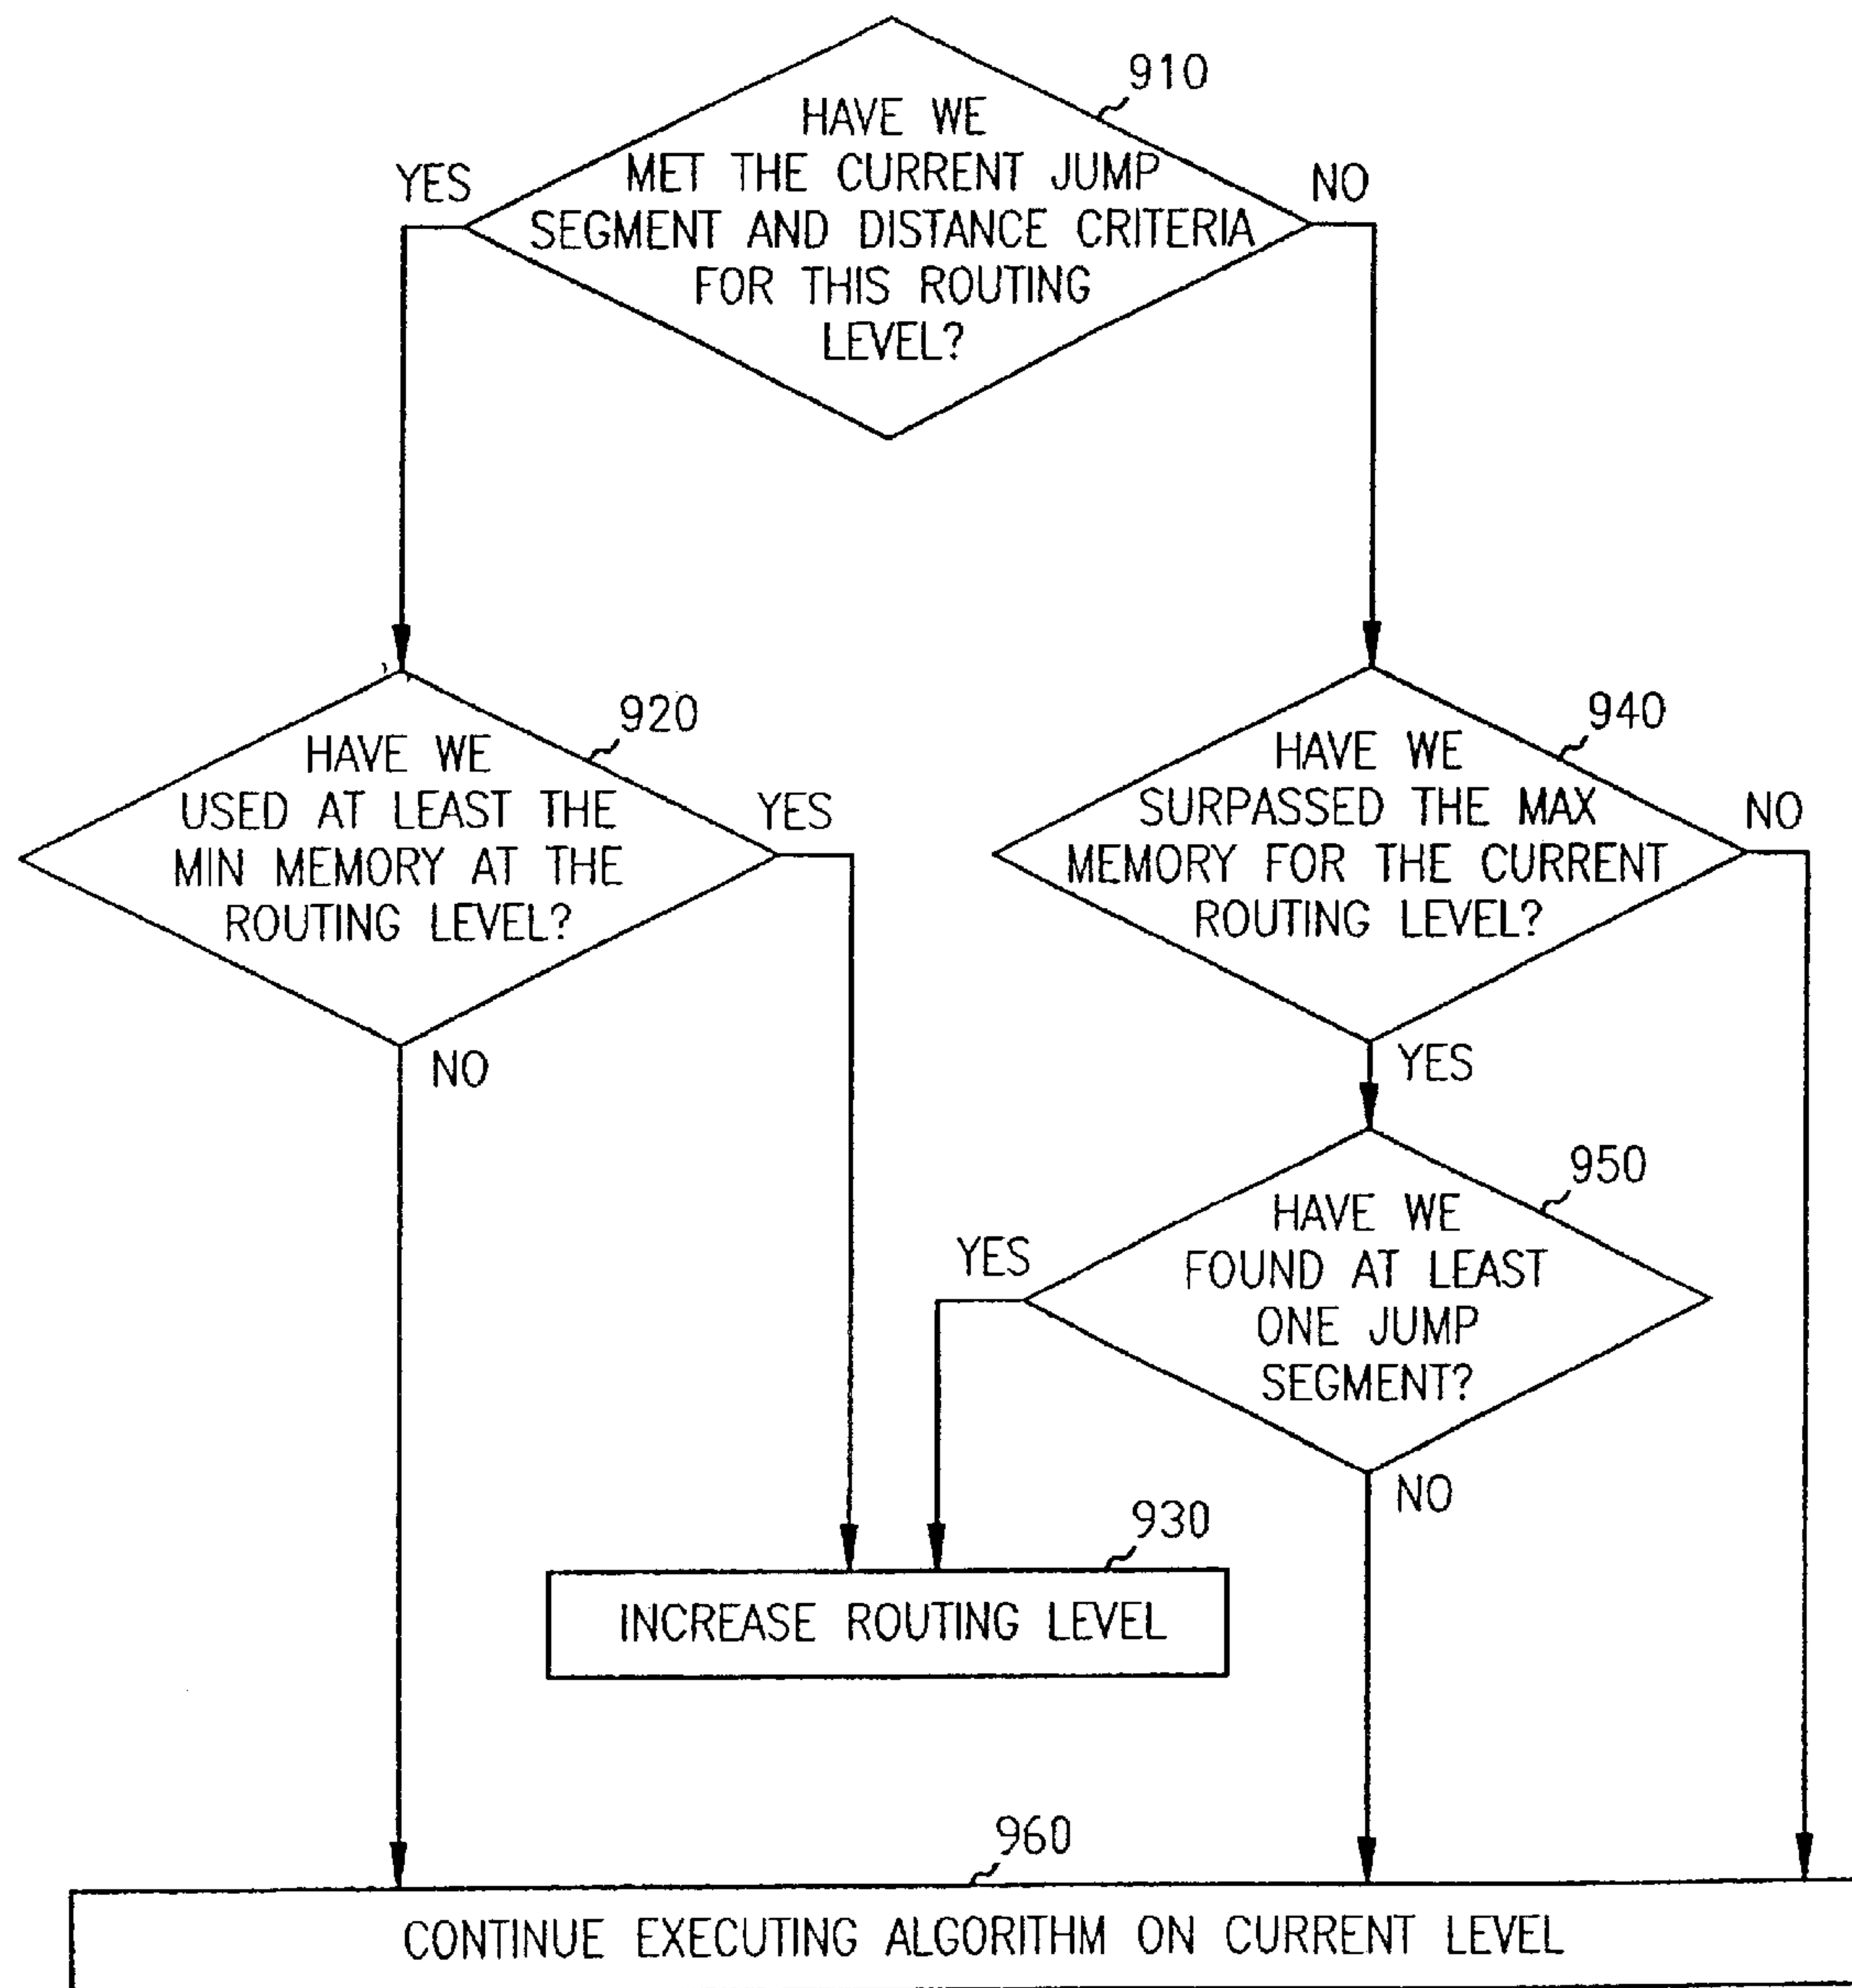 910
HAVE WE
MET THE CURRENT JUMP
SEGMENT AND DISTANCE CRITERIA
FOR THIS ROUTING
LEVEL?
YES
NO
920
HAVE WE
USED AT LEAST THE
MIN MEMORY AT THE
ROUTING LEVEL?
YES
NO
940
HAVE WE
SURPASSED THE MAX
MEMORY FOR THE CURRENT
ROUTING LEVEL?
NO
YES
950
HAVE WE
FOUND AT LEAST
ONE JUMP
SEGMENT?
YES
NO
930
INCREASE ROUTING LEVEL
960
CONTINUE EXECUTING ALGORITHM ON CURRENT LEVEL